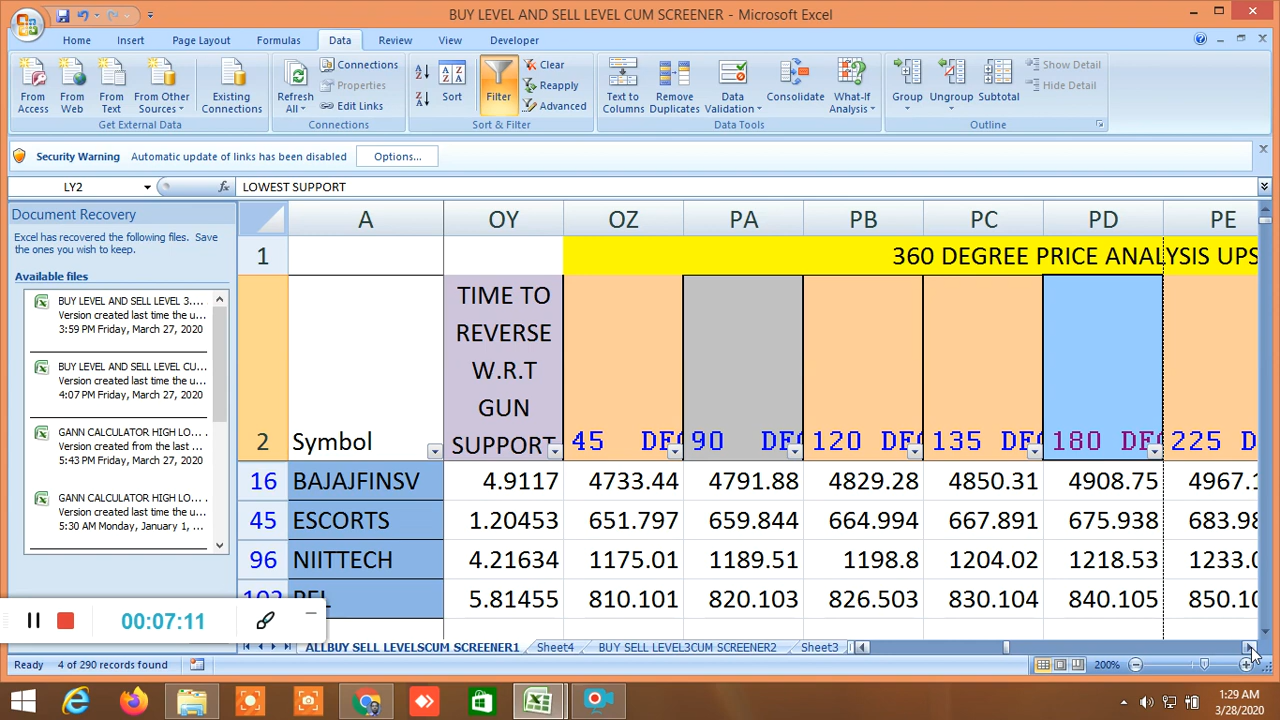 BUY LEVEL AND SELL LEVEL CUM SCREENER - Microsoft Excel
Home Insert Page Layout Formulas Data Review View Developer
From Access
From Web
From Text
From Other Sources
Existing Connections
Get External Data
Refresh All
Connections
Properties
Edit Links
Connections
Sort
Filter
Clear
Reapply
Advanced
Sort & Filter
Text to Columns
Remove Duplicates
Data Validation
Consolidate
What-If Analysis
Data Tools
Group
Ungroup
Subtotal
Show Detail
Hide Detail
Outline
Security Warning Automatic update of links has been disabled Options...
LY2 fx LOWEST SUPPORT
Document Recovery
Excel has recovered the following files. Save
the ones you wish to keep.
Available files
BUY LEVEL AND SELL LEVEL 3....
Version created last time the u...
3:59 PM Friday, March 27, 2020
BUY LEVEL AND SELL LEVEL CU...
Version created last time the u...
4:07 PM Friday, March 27, 2020
GANN CALCULATOR HIGH LO...
Version created from the last ...
5:43 PM Friday, March 27, 2020
GANN CALCULATOR HIGH LO...
Version created last time the u...
5:30 AM Monday, January 1, ...
A OY OZ PA PB PC PD PE
1 360 DEGREE PRICE ANALYSIS UPS
TIME TO
REVERSE
W.R.T
GUN
2 Symbol SUPPORT 45 DEG 90 DEG 120 DEG 135 DEG 180 DEG 225 D
16 BAJAJFINSV 4.9117 4733.44 4791.88 4829.28 4850.31 4908.75 4967.1
45 ESCORTS 1.20453 651.797 659.844 664.994 667.891 675.938 683.98
96 NIITTECH 4.21634 1175.01 1189.51 1198.8 1204.02 1218.53 1233.0
5.81455 810.101 820.103 826.503 830.104 840.105 850.10
00:07:11
ALLBUY SELL LEVELSCUM SCREENER1 Sheet4 BUY SELL LEVEL3CUM SCREENER2 Sheet3
Ready 4 of 290 records found 200%
1:29 AM
3/28/2020